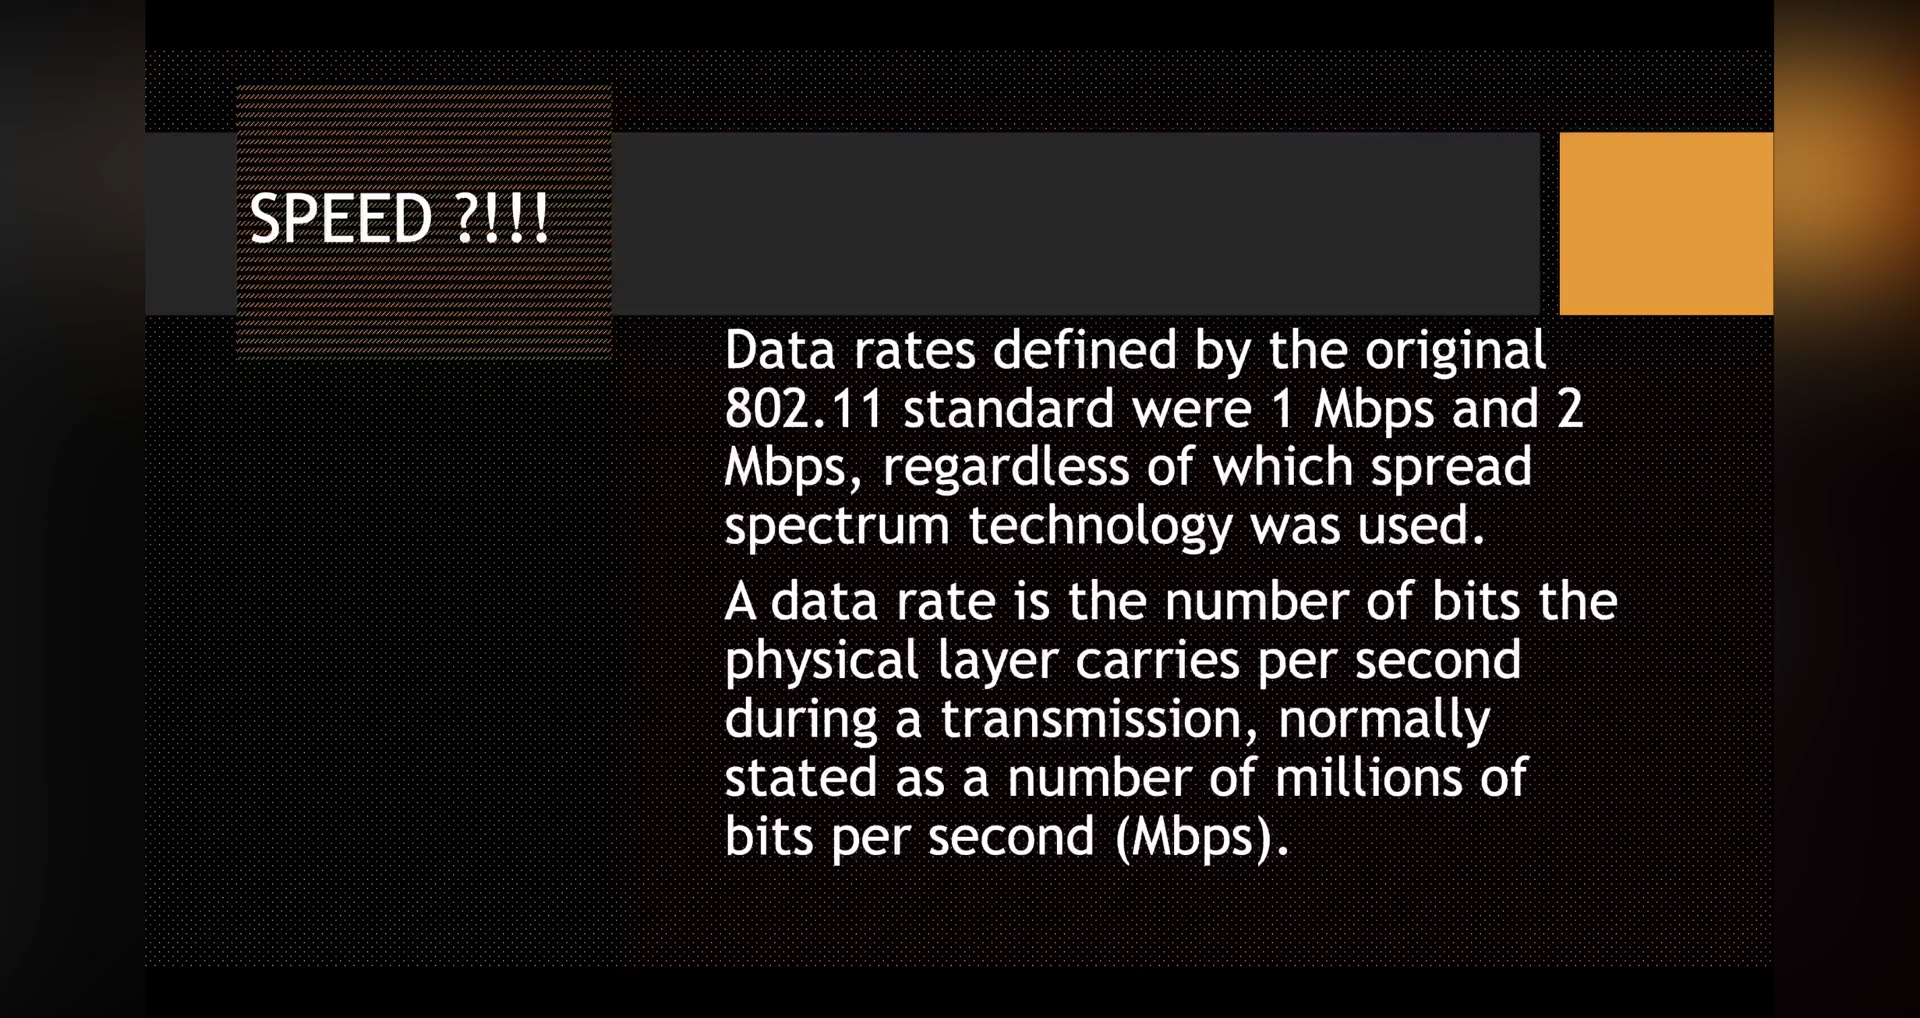 SPEED ?!!!
Data rates defined by the original
802.11 standard were 1 Mbps and 2
Mbps, regardless of which spread
spectrum technology was used.
A data rate is the number of bits the
physical layer carries per second
during a transmission, normally
stated as a number of millions of
bits per second (Mbps).